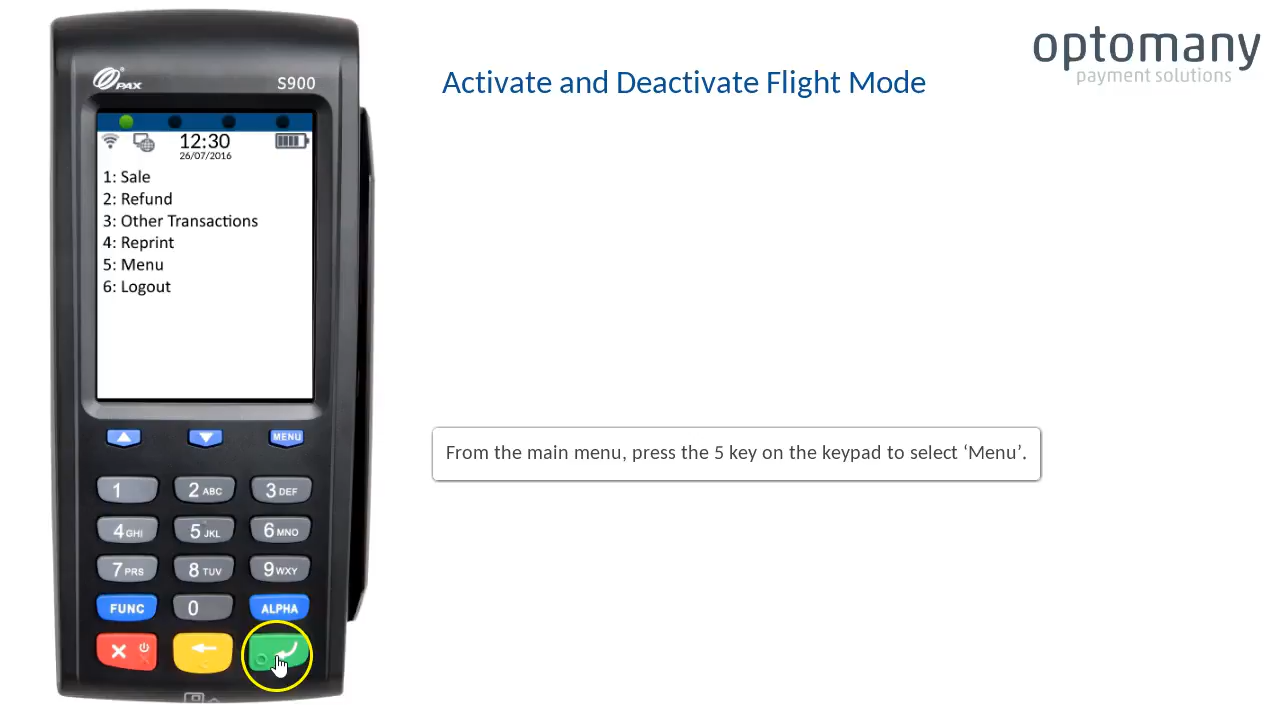 optomany
payment solutions
Activate and Deactivate Flight Mode
PAX
S900
12:30
26/07/2016
1: Sale
2: Refund
3: Other Transactions
4: Reprint
5: Menu
6: Logout
MENU
From the main menu, press the 5 key on the keypad to select ‘Menu’.
1 2 ABC 3 DEF
4 GHI 5 JKL 6 MNO
7 PRS 8 TUV 9 WXY
FUNC 0 ALPHA